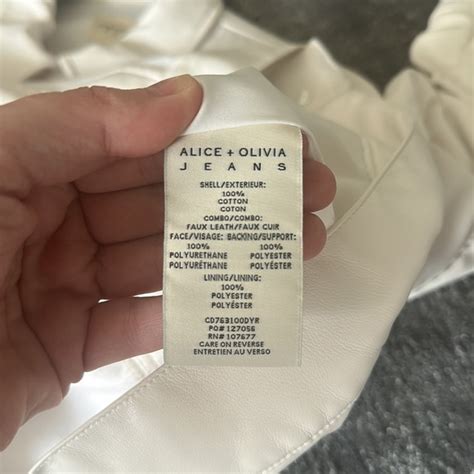 ALICE + OLIVIA
JEANS
SHELL/EXTERIEUR:
100%
COTTON
COTON
COMBO/COMBO:
FAUX LEATH/FAUX CUIR
FACE/VISAGE: BACKING/SUPPORT:
100% 100%
POLYURETHANE POLYESTER
POLYURÉTHANE POLYESTER
LINING/LINING:
100%
POLYESTER
POLYÉSTER
CD763100DYR
PO# 127056
RN# 107677
CARE ON REVERSE
ENTRETIEN AU VERSO